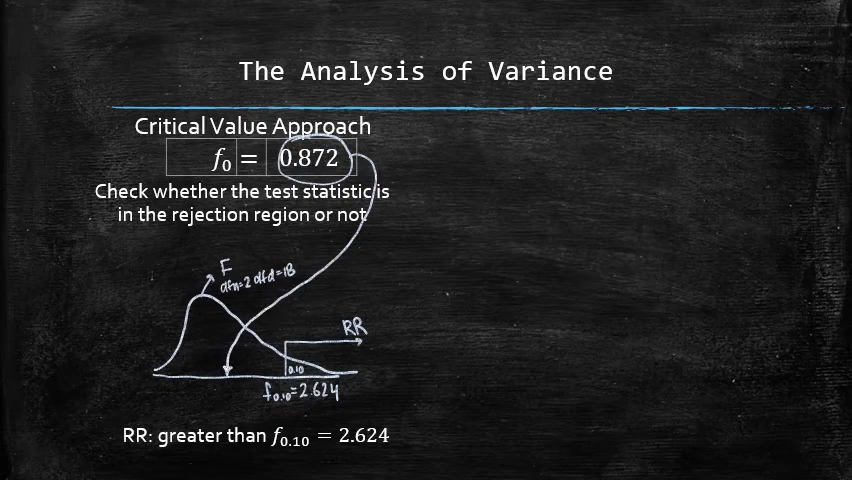 The Analysis of Variance
Critical Value Approach
f₀ = 0.872
Check whether the test statistic is
in the rejection region or not
F
dfn=2 dfd=18
RR
0.10
f₀.₁₀=2.624
RR: greater than f₀.₁₀ = 2.624